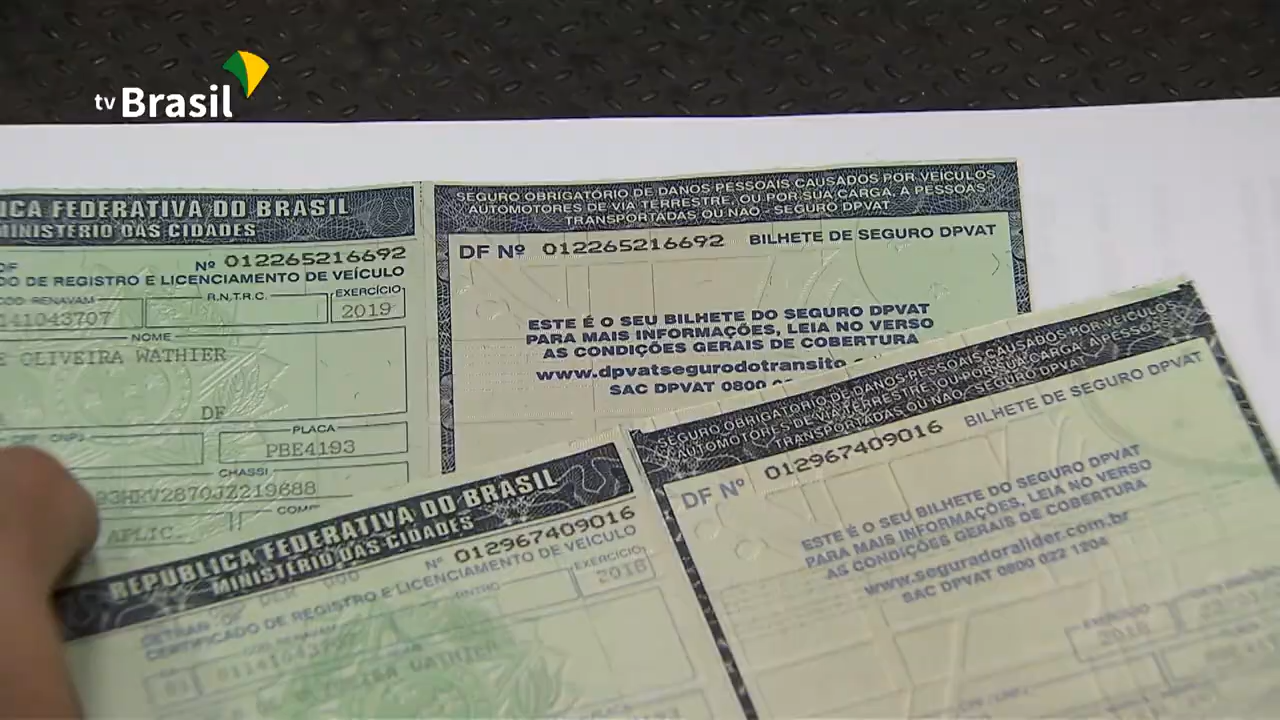 tv Brasil
ICA FEDERATIVA DO BRASIL
MINISTÉRIO DAS CIDADES
DF Nº 012265216692
DO DE REGISTRO E LICENCIAMENTO DE VEÍCULO
COD RENAVAM R.N.T.R.C. EXERCÍCIO
141043707 2019
NOME
E OLIVEIRA WATHIER
DF
PLACA
PBE4193
CHASSI
93HRV2870JZ219688
APLIC.
SEGURO OBRIGATÓRIO DE DANOS PESSOAIS CAUSADOS POR VEÍCULOS
AUTOMOTORES DE VIA TERRESTRE, OU POR SUA CARGA, A PESSOAS
TRANSPORTADAS OU NÃO - SEGURO DPVAT
DF Nº 012265216692 BILHETE DE SEGURO DPVAT
ESTE É O SEU BILHETE DO SEGURO DPVAT
PARA MAIS INFORMAÇÕES, LEIA NO VERSO
AS CONDIÇÕES GERAIS DE COBERTURA
www.dpvatsegurodotransito.
SAC DPVAT 0800
REPÚBLICA FEDERATIVA DO BRASIL
MINISTÉRIO DAS CIDADES
Nº 012967409016
CERTIFICADO DE REGISTRO E LICENCIAMENTO DE VEÍCULO
EXERCÍCIO
2018
WATHIER
SEGURO OBRIGATÓRIO DE DANOS PESSOAIS CAUSADOS POR VEÍCULOS
AUTOMOTORES DE VIA TERRESTRE, OU POR SUA CARGA, A PESSOAS
TRANSPORTADAS OU NÃO - SEGURO DPVAT
DF Nº 012967409016 BILHETE DE SEGURO DPVAT
ESTE É O SEU BILHETE DO SEGURO DPVAT
PARA MAIS INFORMAÇÕES, LEIA NO VERSO
AS CONDIÇÕES GERAIS DE COBERTURA
www.seguradoralider.com.br
SAC DPVAT 0800 022 1204
EXERCÍCIO
2018